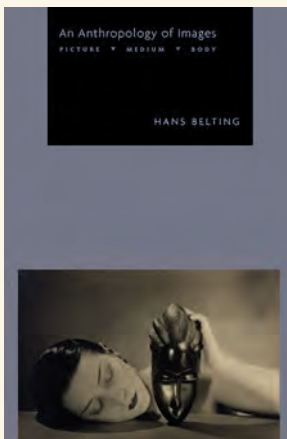 An Anthropology of Images
PICTURE ▼ MEDIUM ▼ BODY
HANS BELTING